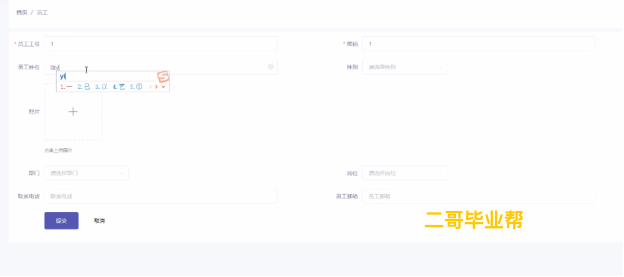 首页 / 员工
* 员工工号 1 * 密码 1
员工姓名 测试 性别 请选择性别
yi
1.一 2.已 3.以 4.艺 5.中
照片
点击上传照片
部门 请选择部门 岗位 请选择岗位
联系电话 联系电话 员工邮箱 员工邮箱
提交 取消
二哥毕业帮